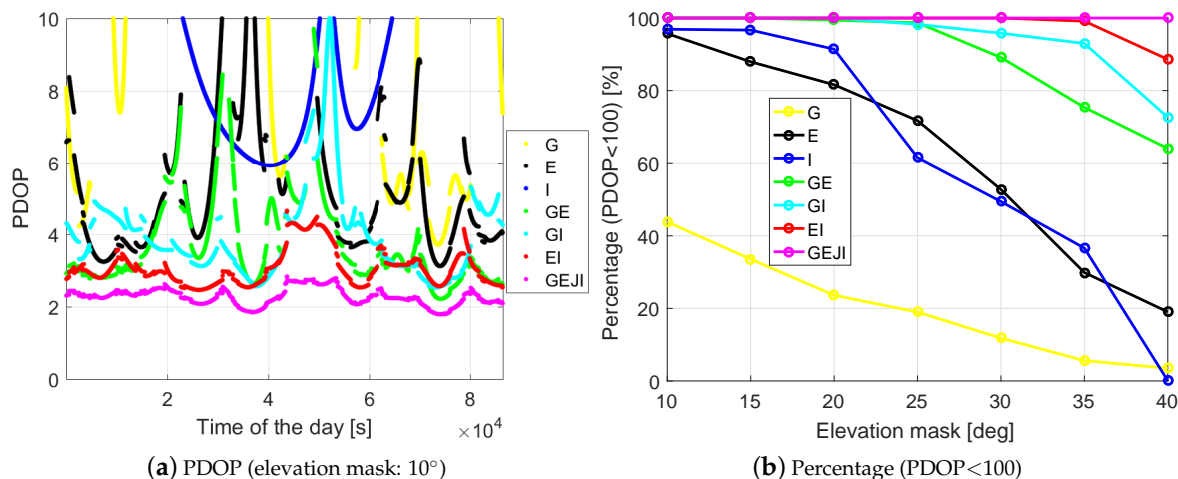 10
8
6
4
2
0
PDOP
2
4
6
8
×10⁴
Time of the day [s]
G
E
I
GE
GI
EI
GEJI
(a) PDOP (elevation mask: 10°)
100
80
60
40
20
0
Percentage (PDOP<100) [%]
10
15
20
25
30
35
40
Elevation mask [deg]
G
E
I
GE
GI
EI
GEJI
(b) Percentage (PDOP<100)